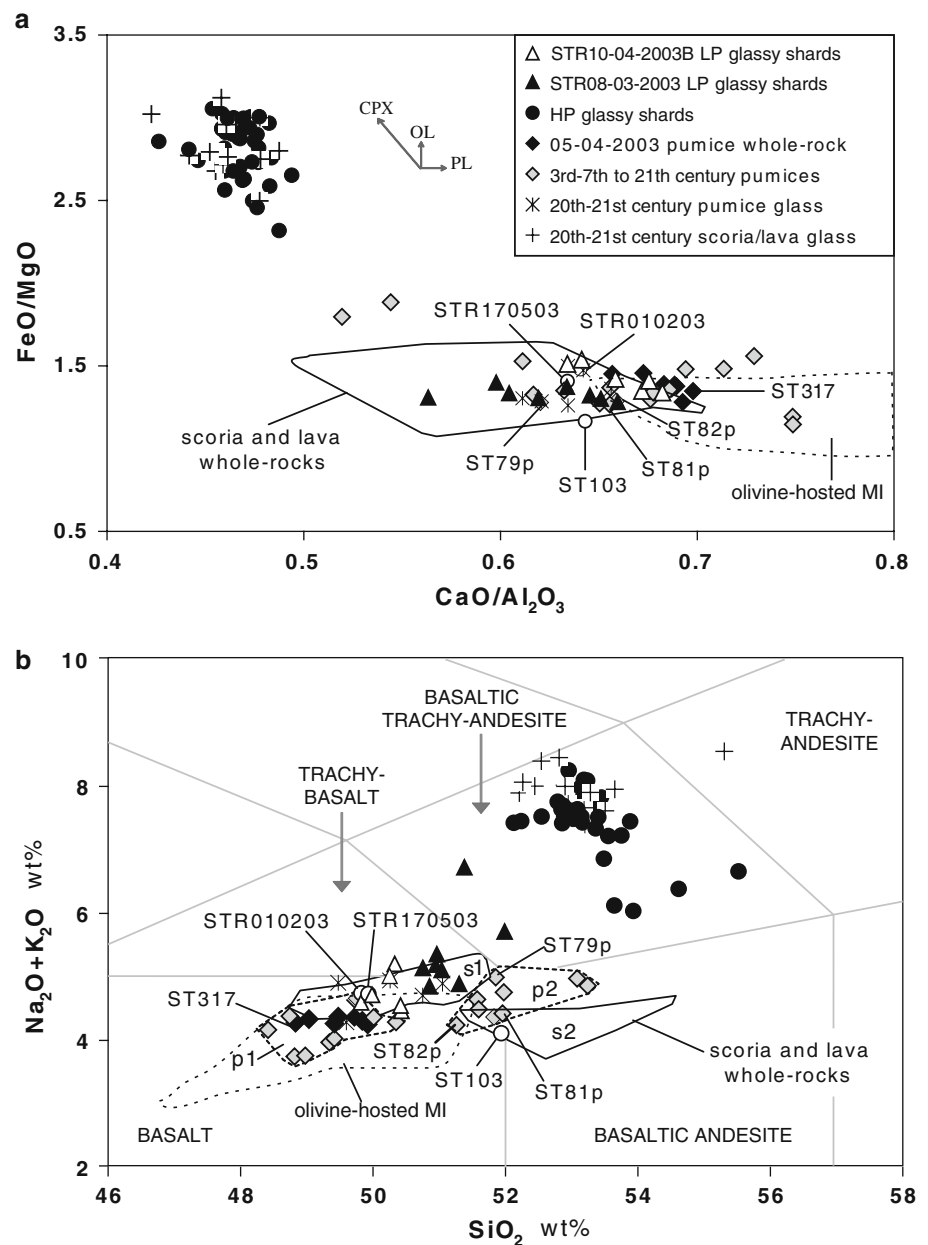 a
3.5
2.5
1.5
0.5
FeO/MgO
0.4
0.5
0.6
0.7
0.8
CaO/Al2O3
STR10-04-2003B LP glassy shards
STR08-03-2003 LP glassy shards
HP glassy shards
05-04-2003 pumice whole-rock
3rd-7th to 21th century pumices
20th-21st century pumice glass
20th-21st century scoria/lava glass
CPX
OL
PL
STR170503
STR010203
ST317
scoria and lava
whole-rocks
ST79p
ST82p
ST81p
ST103
olivine-hosted MI
b
10
8
6
4
2
Na2O+K2O wt%
46
48
50
52
54
56
58
SiO2 wt%
BASALTIC
TRACHY-ANDESITE
TRACHY-
ANDESITE
TRACHY-
BASALT
STR010203
STR170503
ST79p
s1
p2
ST317
p1
s2
ST82p
ST103
ST81p
scoria and lava
whole-rocks
olivine-hosted MI
BASALT
BASALTIC ANDESITE